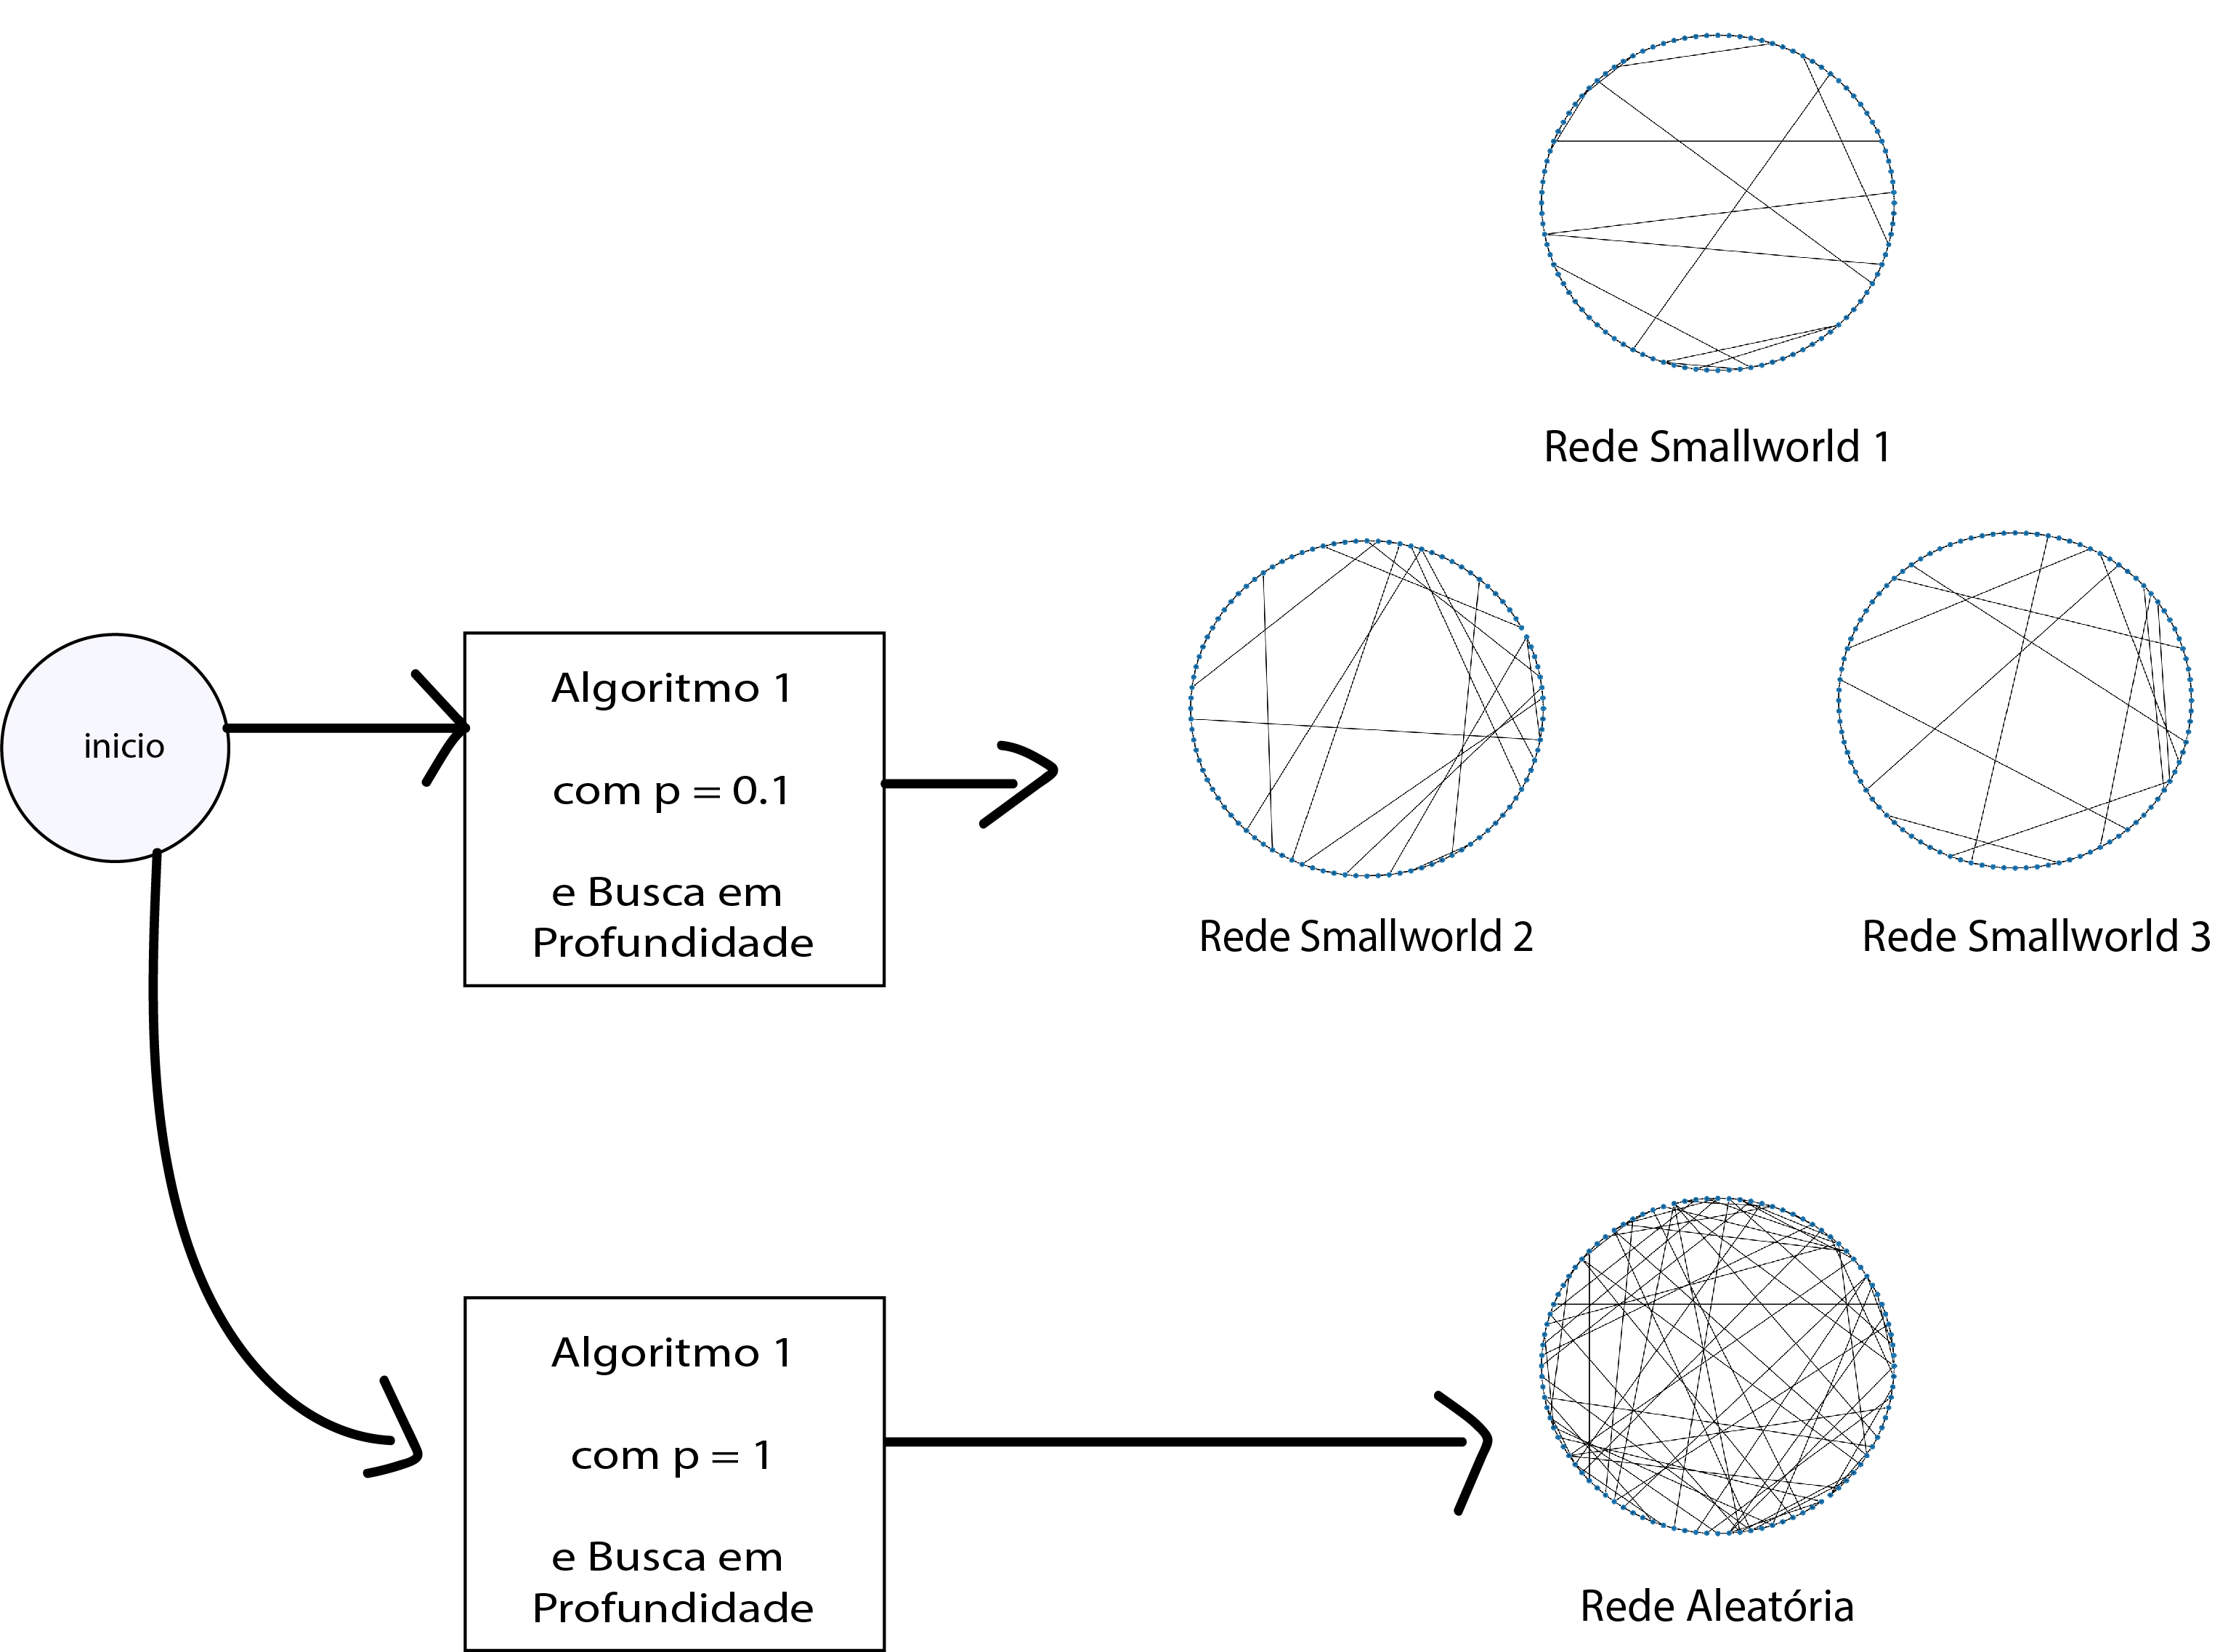 Rede Smallworld 1
inicio
Algoritmo 1
com p = 0.1
e Busca em
Profundidade
Rede Smallworld 2
Rede Smallworld 3
Algoritmo 1
com p = 1
e Busca em
Profundidade
Rede Aleatória